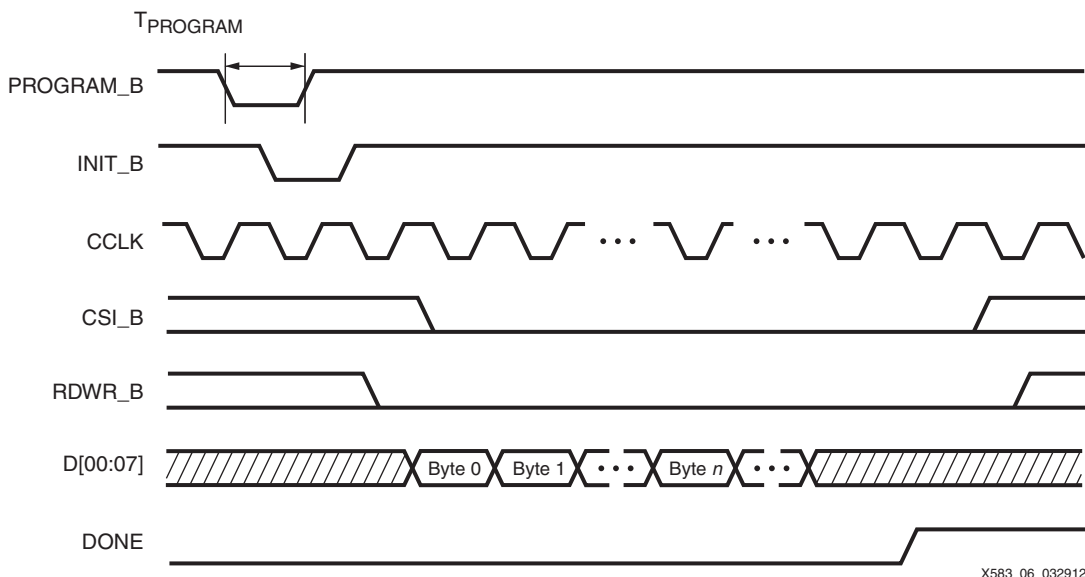 TPROGRAM
PROGRAM_B
INIT_B
CCLK
CSI_B
RDWR_B
D[00:07] Byte 0 Byte 1 Byte n
DONE
X583_06_032912